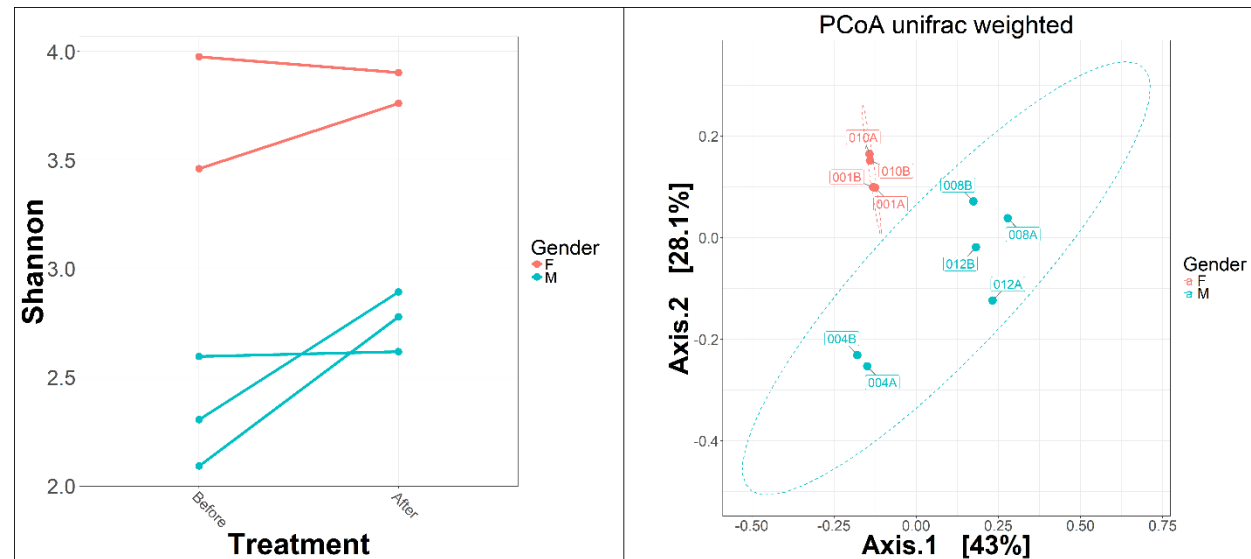 4.0
3.5
3.0
2.5
2.0
Shannon
Before
After
Treatment
Gender
F
M
PCoA unifrac weighted
0.2
0.0
-0.2
-0.4
Axis.2 [28.1%]
010A
010B
001B
001A
008B
008A
012B
012A
004B
004A
-0.50
-0.25
0.00
0.25
0.50
0.75
Axis.1 [43%]
Gender
a F
a M